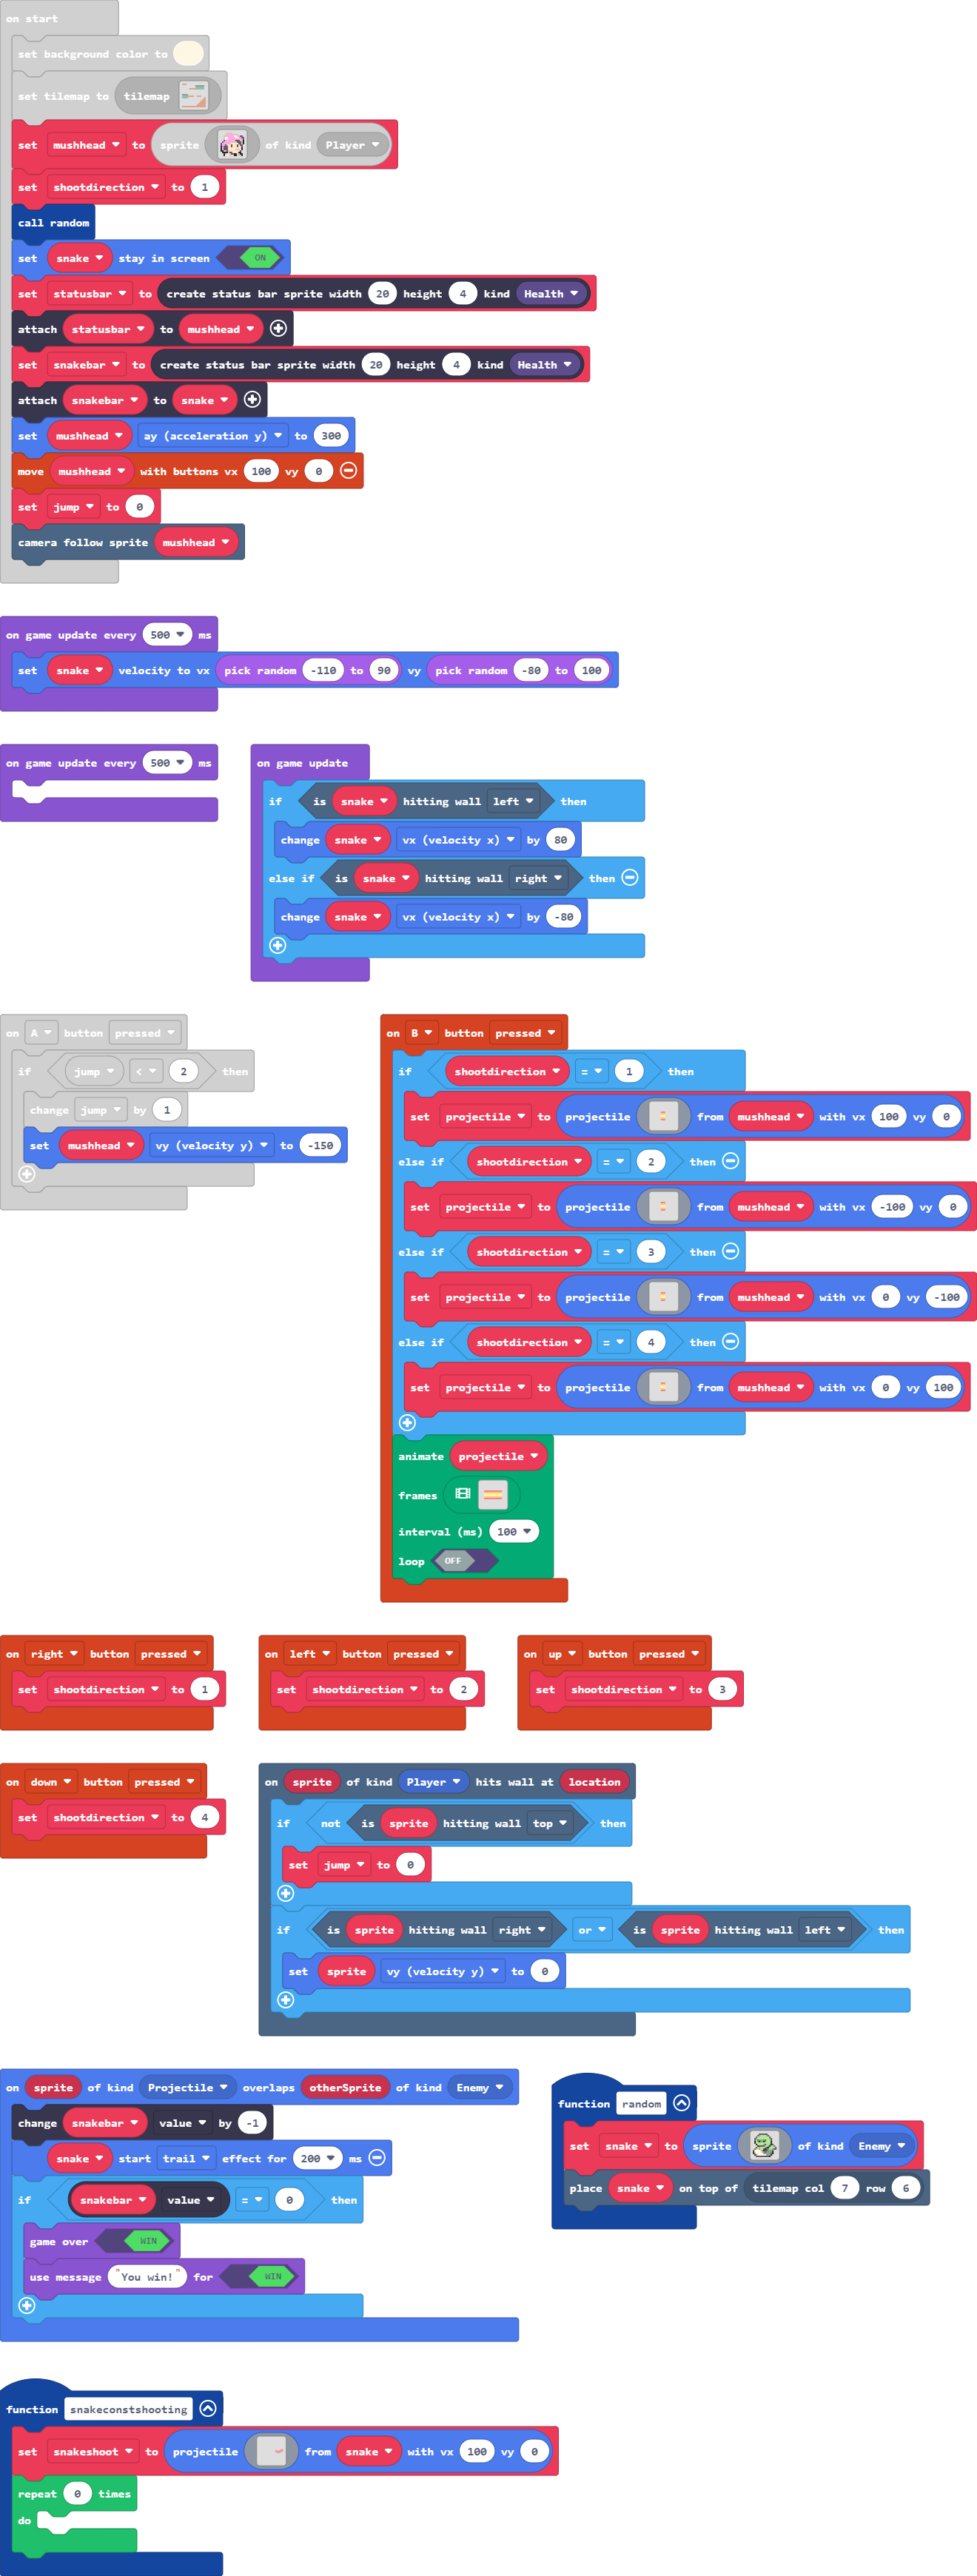 on start
set background color to
set tilemap to tilemap
set mushhead to sprite of kind Player
set shootdirection to 1
call random
set snake stay in screen ON
set statusbar to create status bar sprite width 20 height 4 kind Health
attach statusbar to mushhead
set snakebar to create status bar sprite width 20 height 4 kind Health
attach snakebar to snake
set mushhead ay (acceleration y) to 300
move mushhead with buttons vx 100 vy 0
set jump to 0
camera follow sprite mushhead
on game update every 500 ms
set snake velocity to vx pick random -110 to 90 vy pick random -80 to 100
on game update every 500 ms
on game update
if is snake hitting wall left then
change snake vx (velocity x) by 80
else if is snake hitting wall right then
change snake vx (velocity x) by -80
on A button pressed
if jump < 2 then
change jump by 1
set mushhead vy (velocity y) to -150
on B button pressed
if shootdirection = 1 then
set projectile to projectile from mushhead with vx 100 vy 0
else if shootdirection = 2 then
set projectile to projectile from mushhead with vx -100 vy 0
else if shootdirection = 3 then
set projectile to projectile from mushhead with vx 0 vy -100
else if shootdirection = 4 then
set projectile to projectile from mushhead with vx 0 vy 100
animate projectile
frames
interval (ms) 100
loop OFF
on right button pressed
set shootdirection to 1
on left button pressed
set shootdirection to 2
on up button pressed
set shootdirection to 3
on down button pressed
set shootdirection to 4
on sprite of kind Player hits wall at location
if not is sprite hitting wall top then
set jump to 0
if is sprite hitting wall right or is sprite hitting wall left then
set sprite vy (velocity y) to 0
on sprite of kind Projectile overlaps otherSprite of kind Enemy
change snakebar value by -1
snake start trail effect for 200 ms
if snakebar value = 0 then
game over WIN
use message "You win!" for WIN
function random
set snake to sprite of kind Enemy
place snake on top of tilemap col 7 row 6
function snakeconstshooting
set snakeshoot to projectile from snake with vx 100 vy 0
repeat 0 times
do